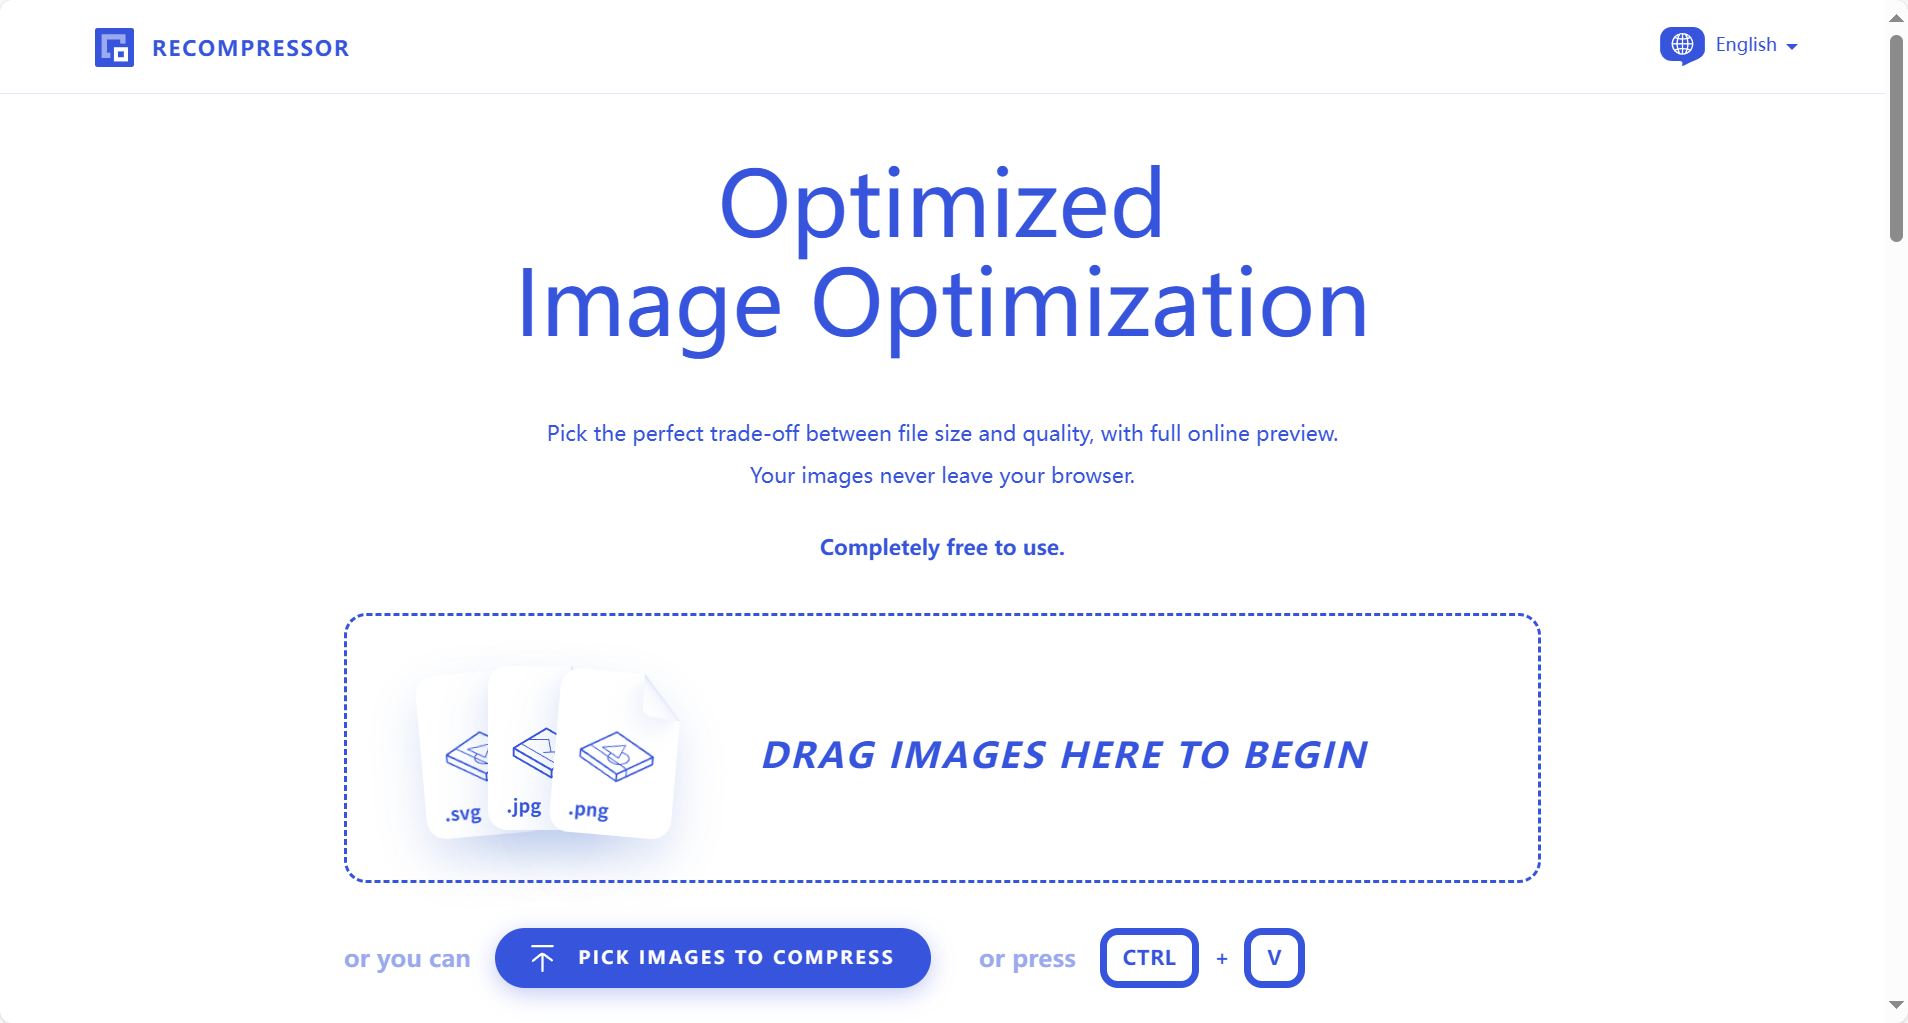 RECOMPRESSOR
English
Optimized
Image Optimization
Pick the perfect trade-off between file size and quality, with full online preview.
Your images never leave your browser.
Completely free to use.
.svg
.jpg
.png
DRAG IMAGES HERE TO BEGIN
or you can
PICK IMAGES TO COMPRESS
or press
CTRL + V